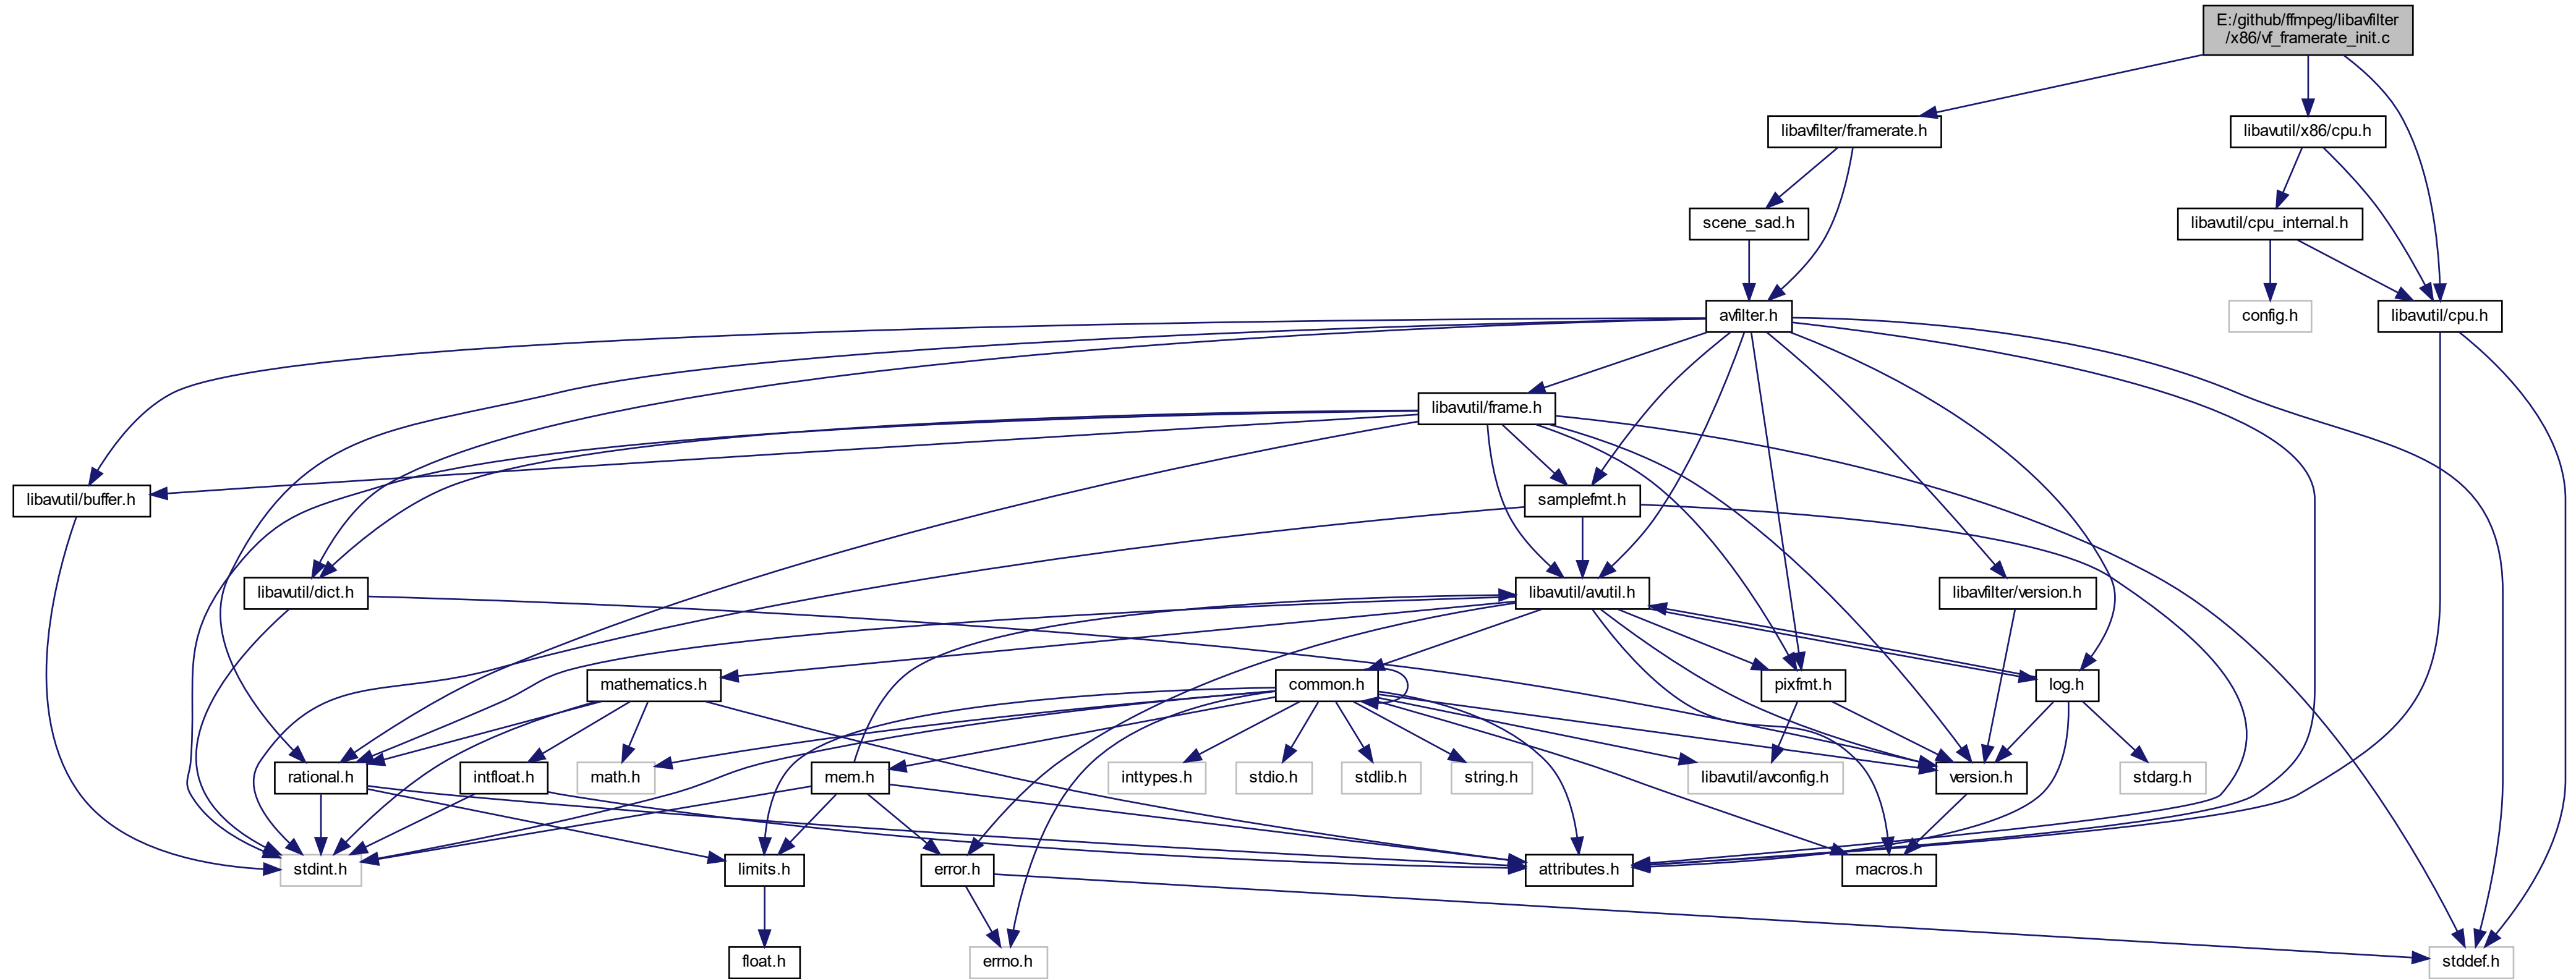 E:/github/ffmpeg/libavfilter
/x86/vf_framerate_init.c
libavfilter/framerate.h
libavutil/x86/cpu.h
scene_sad.h
libavutil/cpu_internal.h
avfilter.h
config.h
libavutil/cpu.h
libavutil/frame.h
libavutil/buffer.h
samplefmt.h
libavutil/dict.h
libavutil/avutil.h
libavfilter/version.h
mathematics.h
common.h
pixfmt.h
log.h
rational.h
intfloat.h
math.h
mem.h
inttypes.h
stdio.h
stdlib.h
string.h
libavutil/avconfig.h
version.h
stdarg.h
stdint.h
limits.h
error.h
attributes.h
macros.h
float.h
errno.h
stddef.h